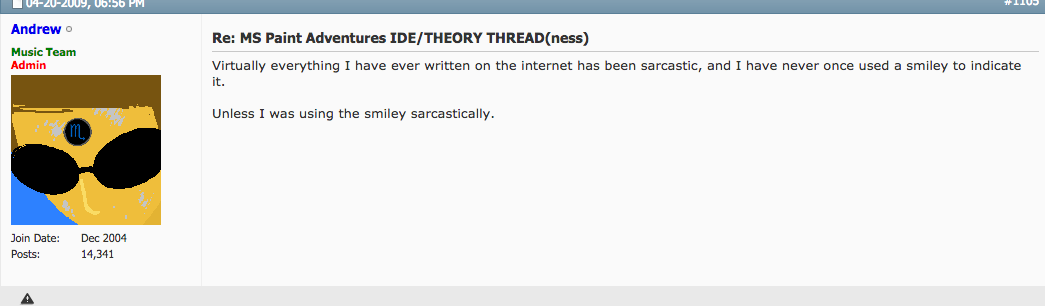 04-20-2009, 06:56 PM
#1105
Andrew
Music Team
Admin
Re: MS Paint Adventures IDE/THEORY THREAD(ness)
Virtually everything I have ever written on the internet has been sarcastic, and I have never once used a smiley to indicate
it.
Unless I was using the smiley sarcastically.
♏
Join Date: Dec 2004
Posts: 14,341